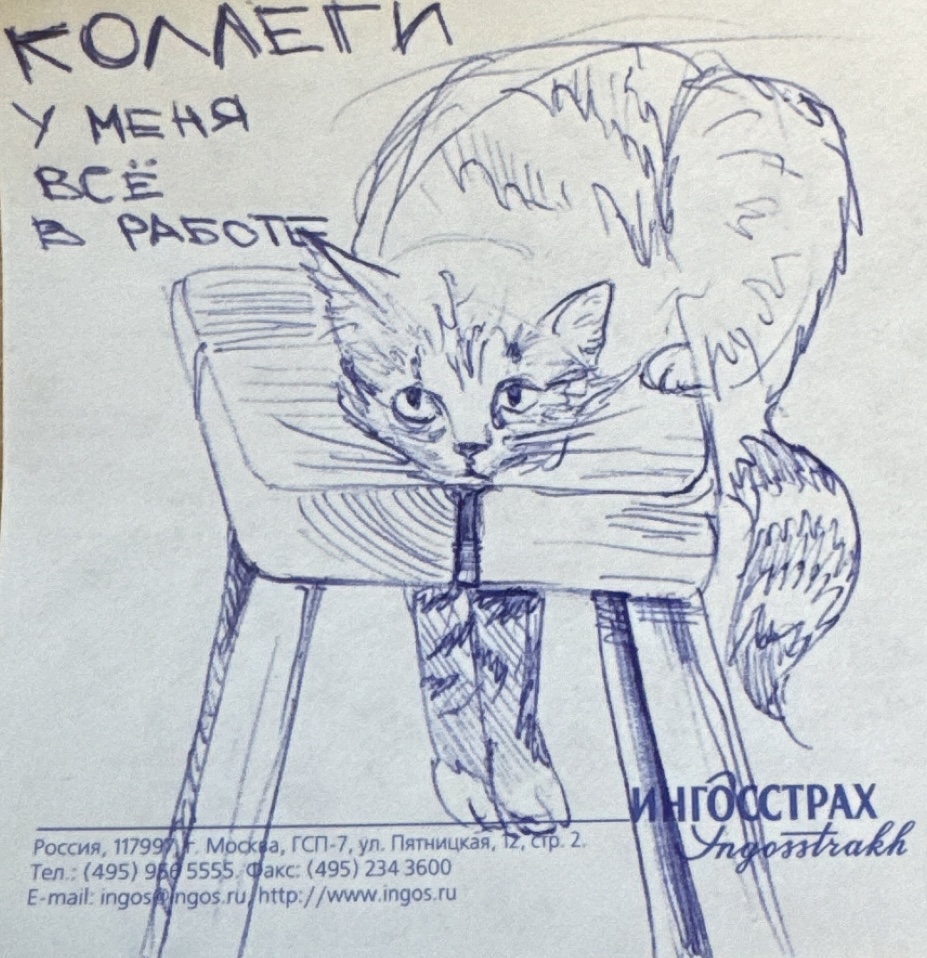 КОЛЛЕГИ
У МЕНЯ
ВСЁ
В РАБОТЕ
ИНГОССТРАХ
Ingosstrakh
Россия, 117997, г. Москва, ГСП-7, ул. Пятницкая, 12, стр. 2.
Тел.: (495) 956 5555. Факс: (495) 234 3600
E-mail: ingos@ingos.ru, http://www.ingos.ru